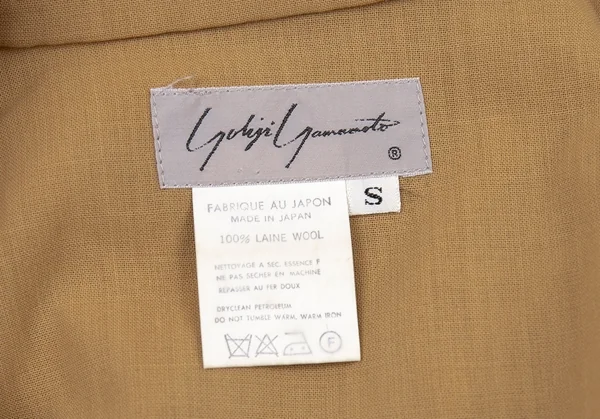 Yohji Yamamoto
®
S
FABRIQUE AU JAPON
MADE IN JAPAN
100% LAINE WOOL
NETTOYAGE A SEC, ESSENCE F
NE PAS SECHER EN MACHINE
REPASSER AU FER DOUX
DRYCLEAN PETROLEUM
DO NOT TUMBLE WARM, WARM IRON
F